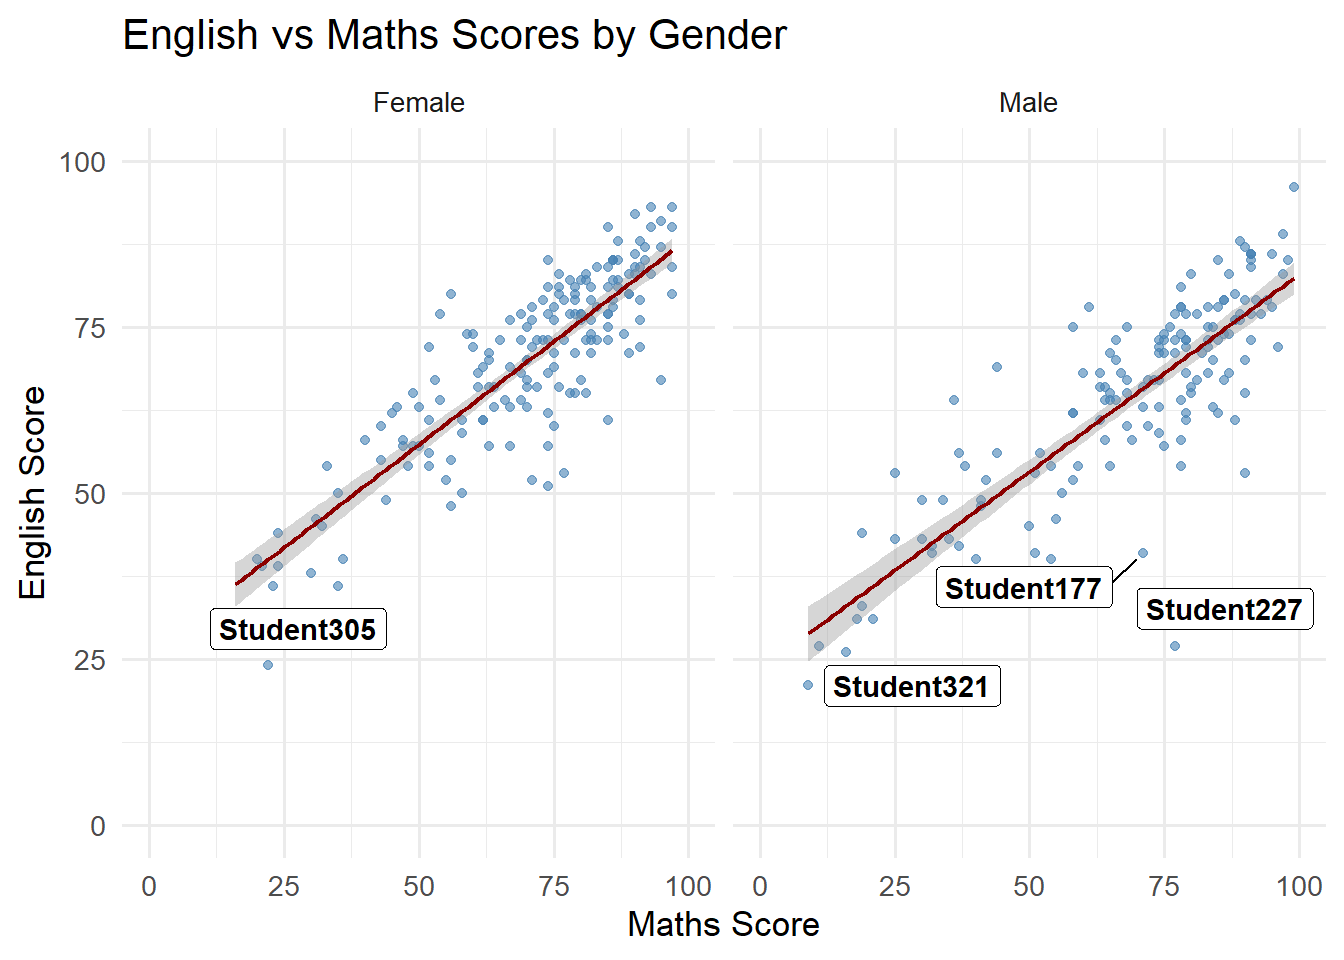 English vs Maths Scores by Gender
Female
Male
100
75
50
25
0
English Score
Student305
Student177
Student227
Student321
0 25 50 75 100
0 25 50 75 100
Maths Score